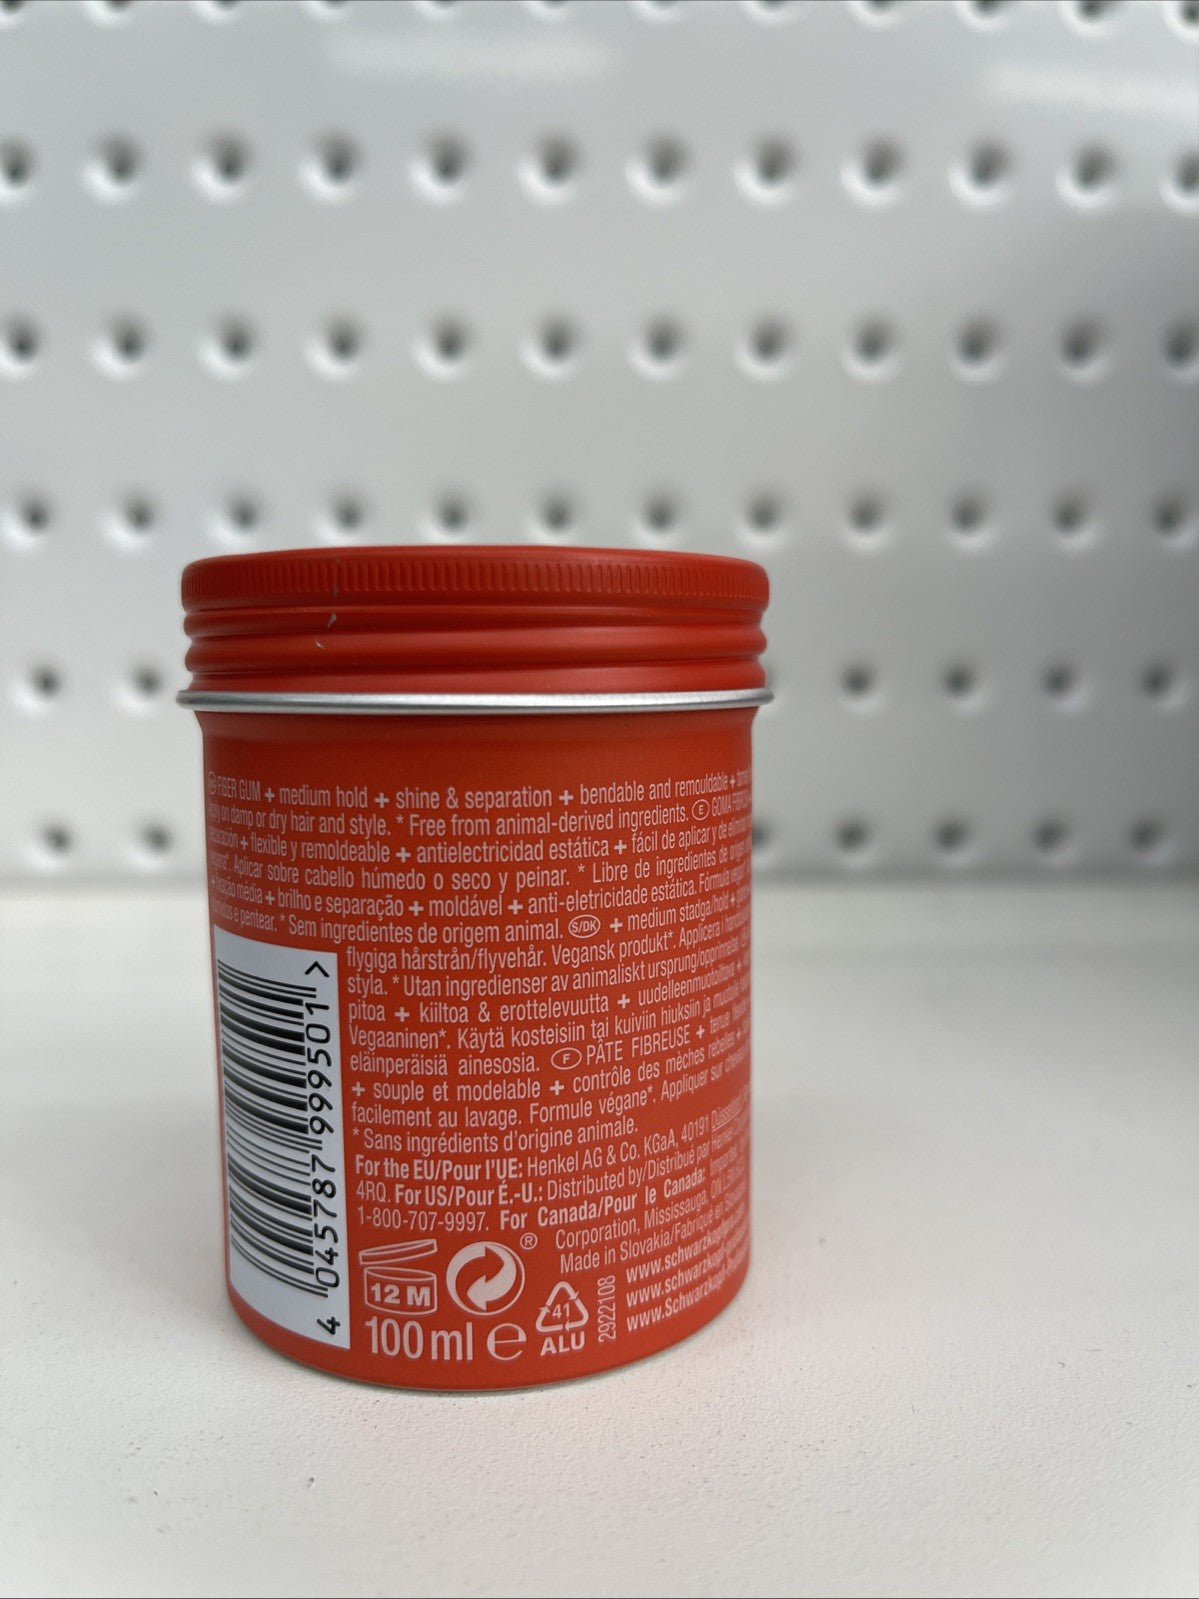 FIBER GUM + medium hold + shine & separation + bendable and remouldable +
on damp or dry hair and style. * Free from animal-derived ingredients. E GOMA
+ flexible y remoldeable + antielectricidad estática + fácil de aplicar y de
Aplicar sobre cabello húmedo o seco y peinar. * Libre de ingredientes de origen
média + brilho e separação + moldável + anti-eletricidade estática. Fórmula
e pentear. * Sem ingredientes de origem animal. S/DK + medium stadga/hold +
flygiga hårstrån/flyvehår. Vegansk produkt*. Applicera i
styla. * Utan ingredienser av animaliskt ursprung/opprinnelse.
pitoa + kiiltoa & erottelevuutta + uudelleenmuotoiltava +
Vegaaninen*. Käytä kosteisiin tai kuiviin hiuksiin ja
eläinperäisiä ainesosia. F PÂTE FIBREUSE + tenue
+ souple et modelable + contrôle des mèches rebelles +
facilement au lavage. Formule végane*. Appliquer sur
* Sans ingrédients d'origine animale.
For the EU/Pour l'UE: Henkel AG & Co. KGaA, 40191 Düsseldorf
4RQ. For US/Pour É.-U.: Distributed by/Distribué par Henkel
1-800-707-9997. For Canada/Pour le Canada:
Corporation, Mississauga, ON
Made in Slovakia/Fabriqué en
www.schwarzkopf
www.schwarzkopf
www.Schwarzkopf
12 M
®
41
ALU
100 ml e
2922108
4 045787 999501 >